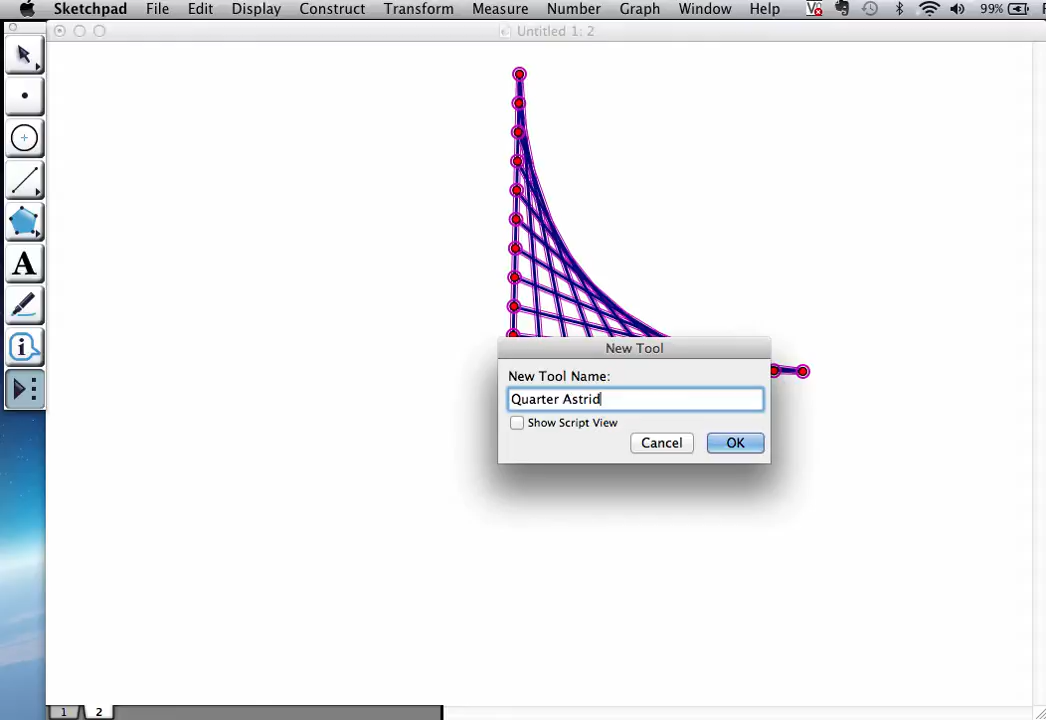 Sketchpad File Edit Display Construct Transform Measure Number Graph Window Help 99%
Untitled 1: 2
A
New Tool
New Tool Name:
Quarter Astrid
Show Script View
Cancel OK
1 2